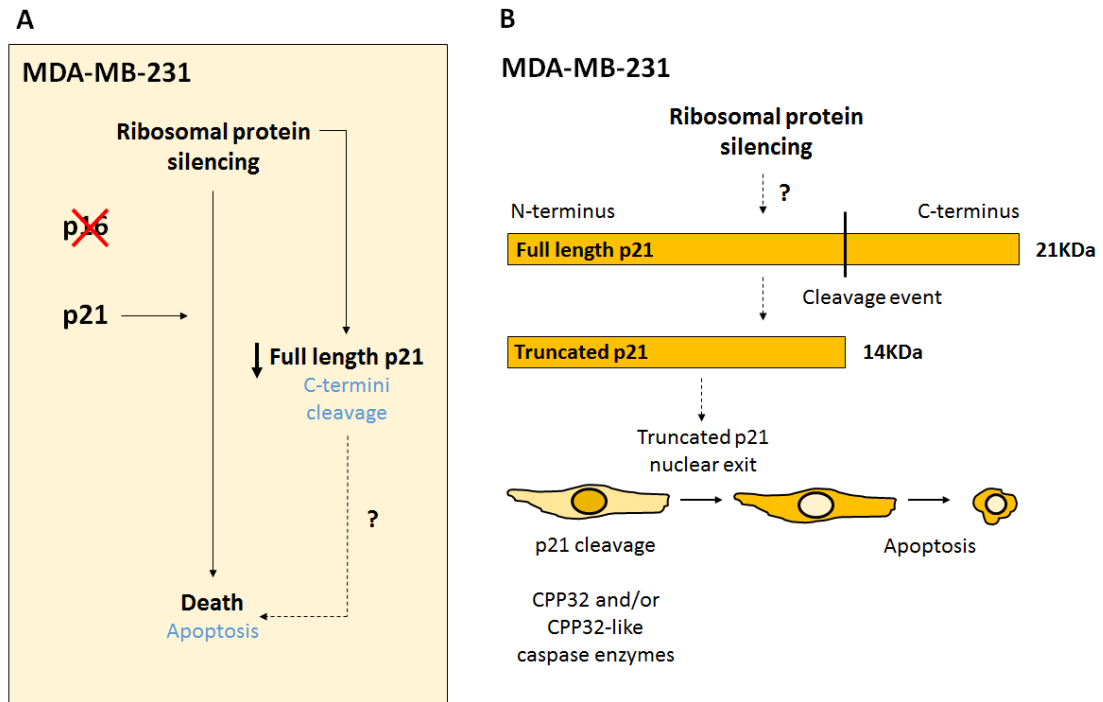 A
MDA-MB-231
Ribosomal protein
silencing
p16
p21
Full length p21
C-termini
cleavage
?
Death
Apoptosis
B
MDA-MB-231
Ribosomal protein
silencing
?
N-terminus
C-terminus
Full length p21
21KDa
Cleavage event
Truncated p21
14KDa
Truncated p21
nuclear exit
p21 cleavage
Apoptosis
CPP32 and/or
CPP32-like
caspase enzymes